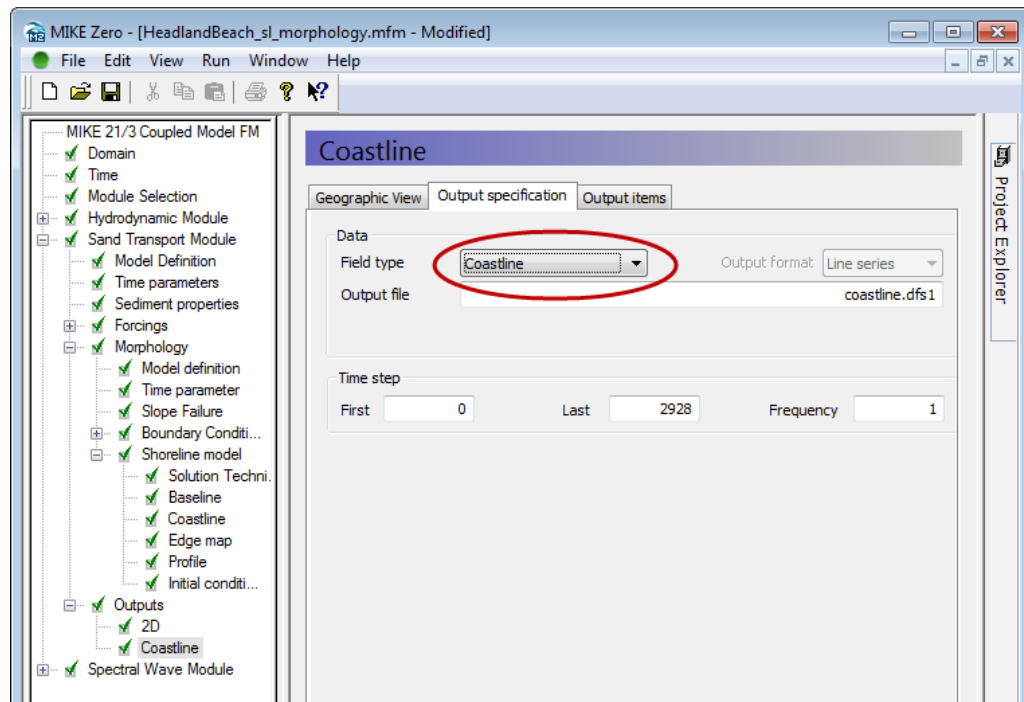 MIKE Zero - [HeadlandBeach_sl_morphology.mfm - Modified]
File Edit View Run Window Help
MIKE 21/3 Coupled Model FM
Domain
Time
Module Selection
Hydrodynamic Module
Sand Transport Module
Model Definition
Time parameters
Sediment properties
Forcings
Morphology
Model definition
Time parameter
Slope Failure
Boundary Conditi...
Shoreline model
Solution Techni.
Baseline
Coastline
Edge map
Profile
Initial conditi...
Outputs
2D
Coastline
Spectral Wave Module
Coastline
Geographic View Output specification Output items
Data
Field type Coastline Output format Line series
Output file coastline.dfs1
Time step
First 0 Last 2928 Frequency 1
Project Explorer